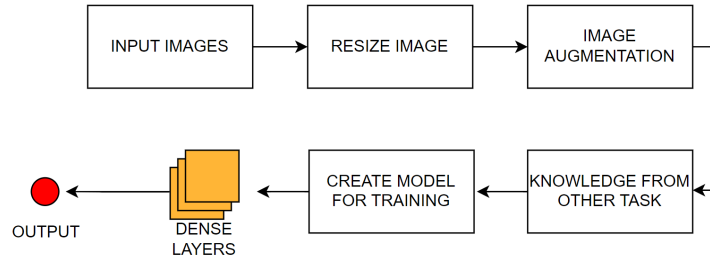 INPUT IMAGES
RESIZE IMAGE
IMAGE
AUGMENTATION
KNOWLEDGE FROM
OTHER TASK
CREATE MODEL
FOR TRAINING
DENSE
LAYERS
OUTPUT